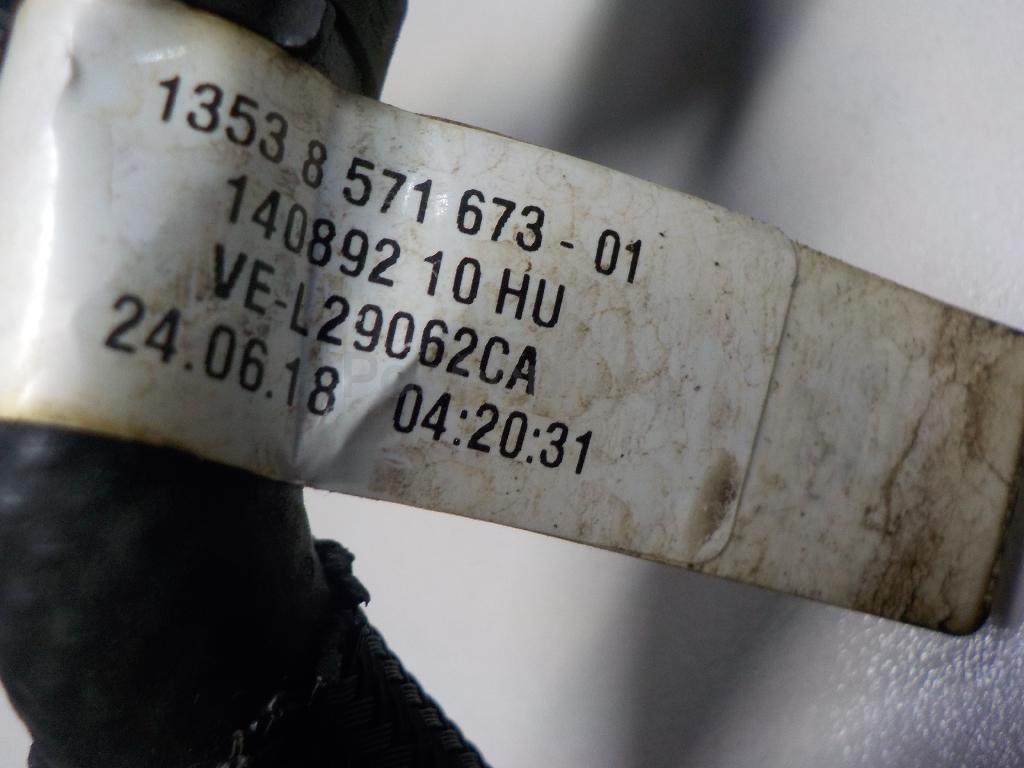 1353 8 571 673 - 01
140892 10 HU
VE-L29062CA
24.06.18 04:20:31